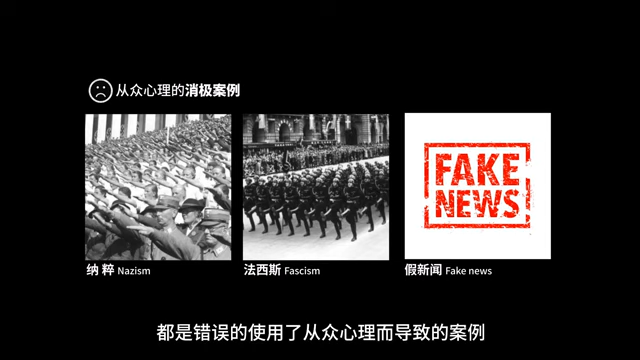 从众心理的消极案例
FAKE
NEWS
纳 粹 Nazism
法西斯 Fascism
假新闻 Fake news
都是错误的使用了从众心理而导致的案例